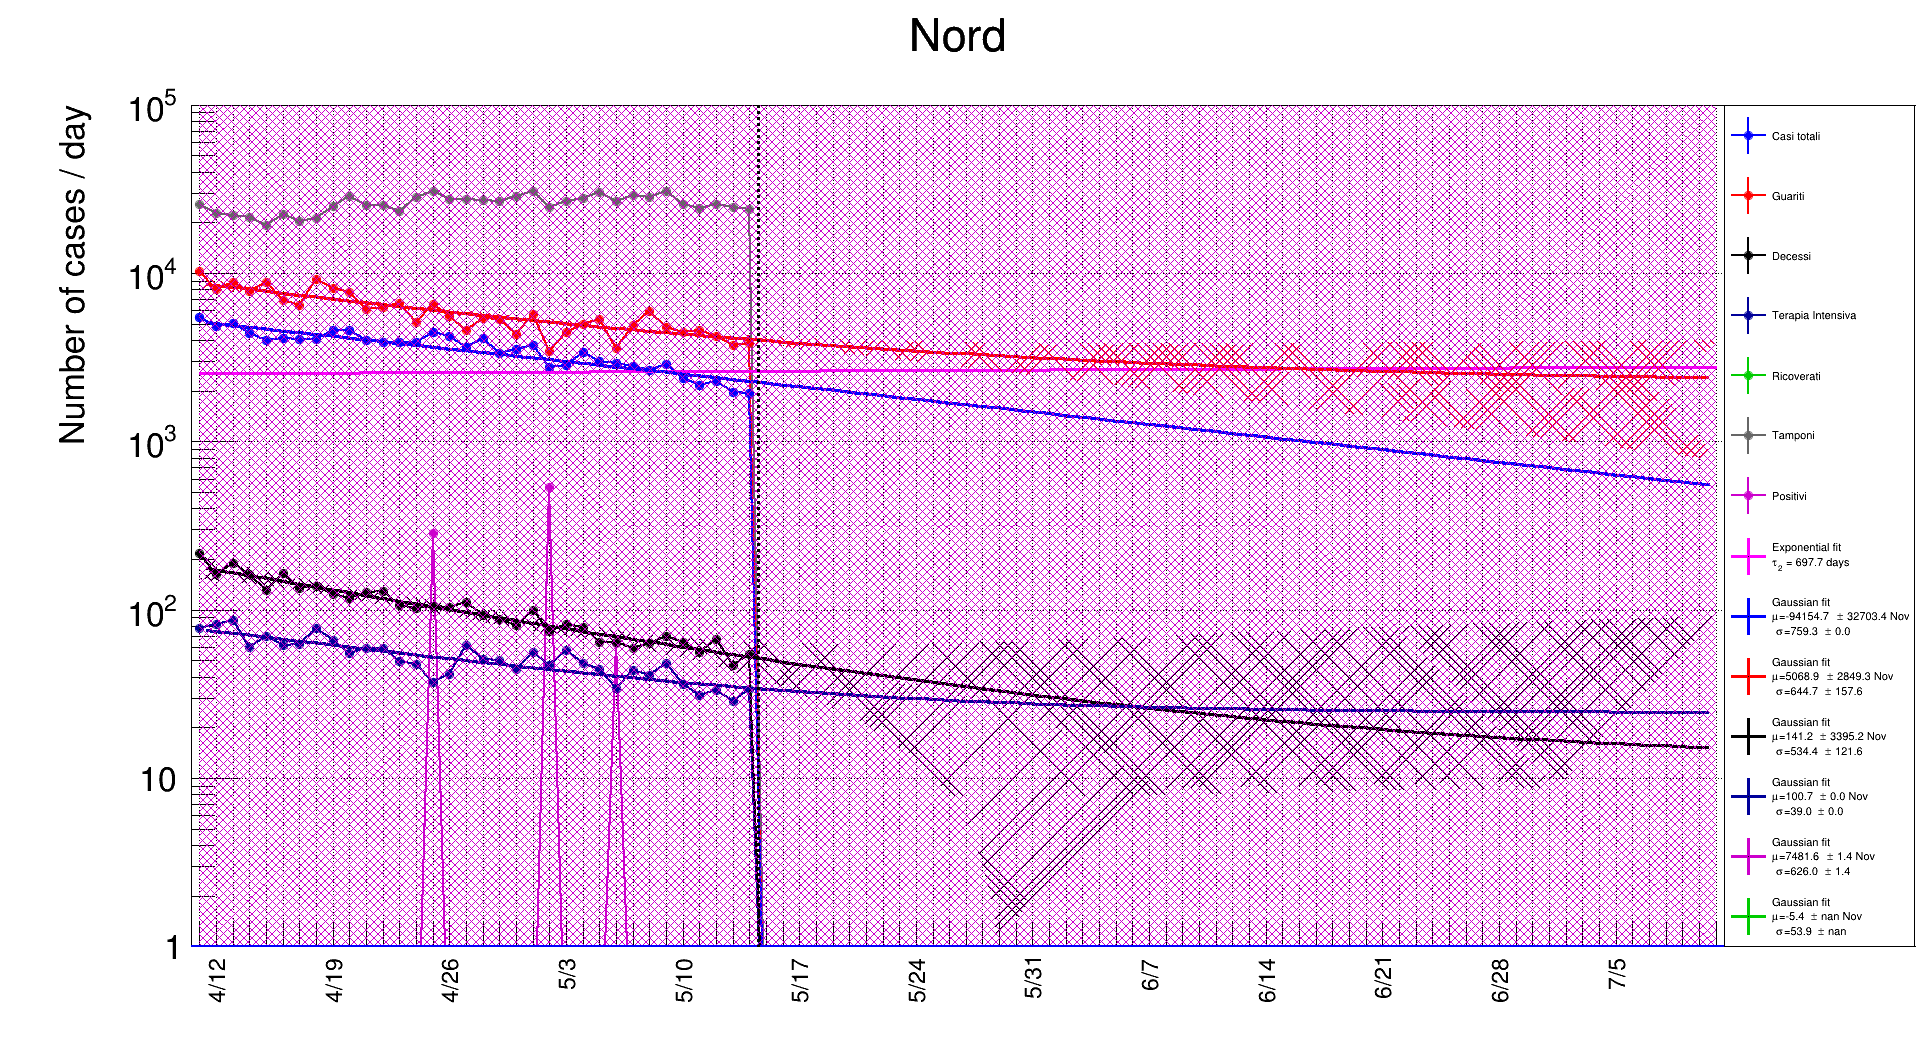 Nord
Number of cases / day
10^5
10^4
10^3
10^2
10
1
4/12
4/19
4/26
5/3
5/10
5/17
5/24
5/31
6/7
6/14
6/21
6/28
7/5
Casi totali
Guariti
Decessi
Terapia Intensiva
Ricoverati
Tamponi
Positivi
Exponential fit
τ₂ = 697.7 days
Gaussian fit
μ=-94154.7 ± 32703.4 Nov
σ=759.3 ± 0.0
Gaussian fit
μ=5068.9 ± 2849.3 Nov
σ=644.7 ± 157.6
Gaussian fit
μ=141.2 ± 3395.2 Nov
σ=534.4 ± 121.6
Gaussian fit
μ=100.7 ± 0.0 Nov
σ=39.0 ± 0.0
Gaussian fit
μ=7481.6 ± 1.4 Nov
σ=626.0 ± 1.4
Gaussian fit
μ=-5.4 ± nan Nov
σ=53.9 ± nan